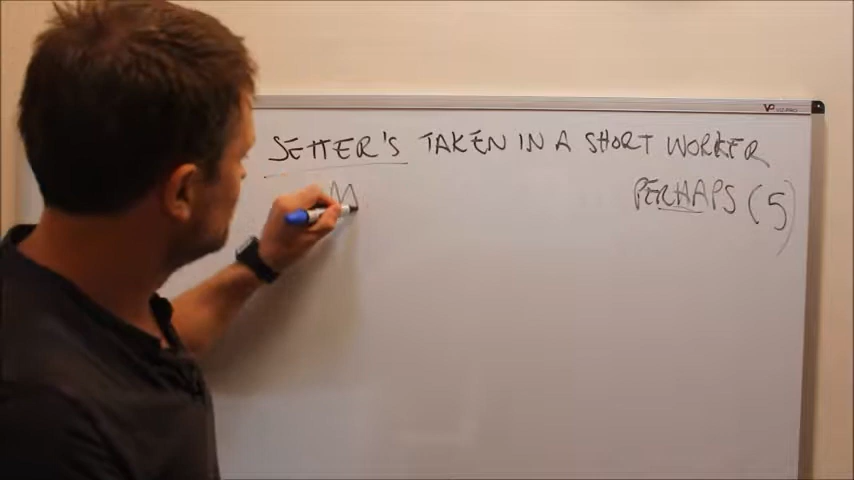 SETTER'S TAKEN IN A SHORT WORKER
PERHAPS (5)
M